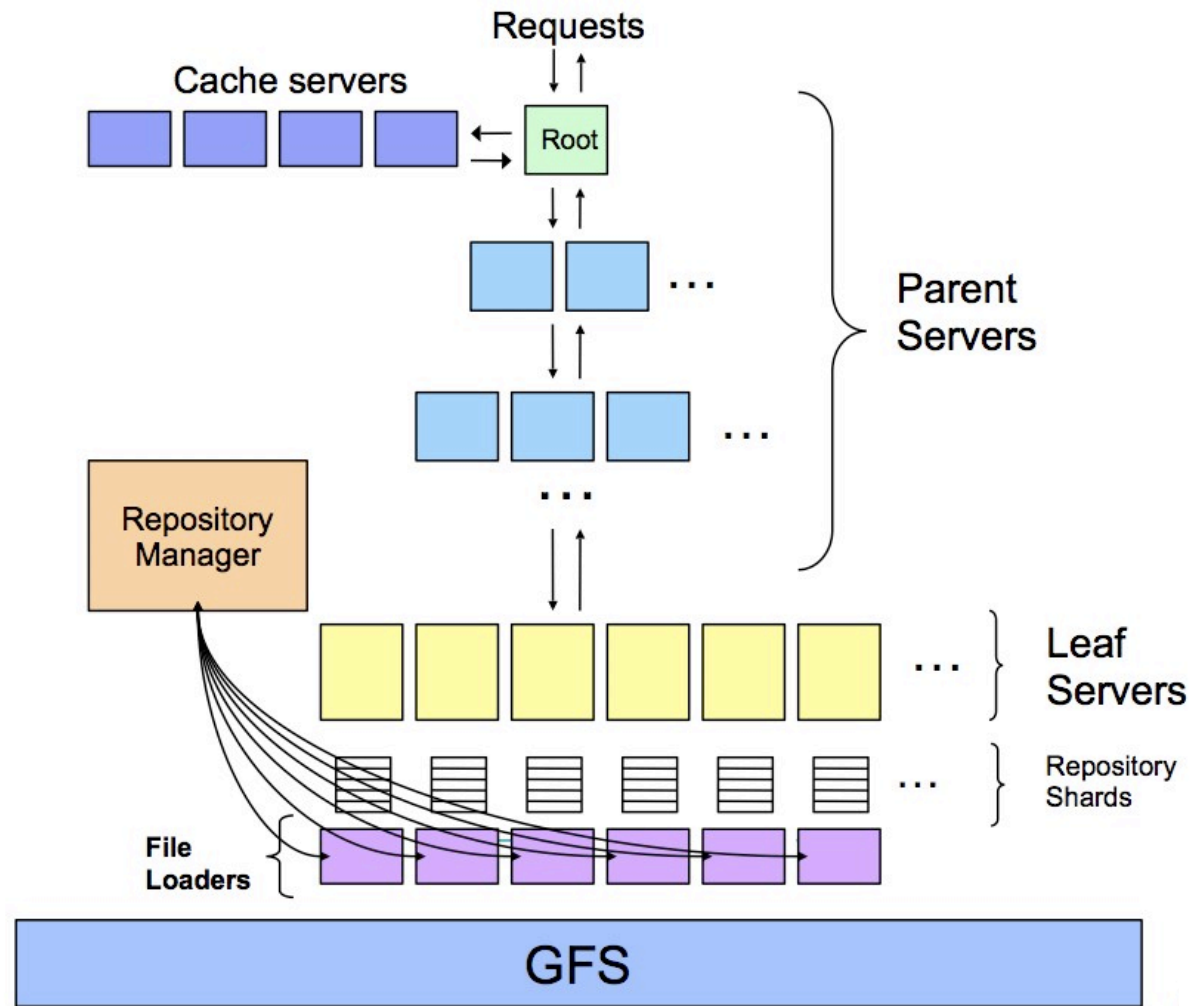 Requests
Cache servers
Root
...
Parent
Servers
...
...
Repository
Manager
Leaf
Servers
...
Repository
Shards
...
File
Loaders
GFS